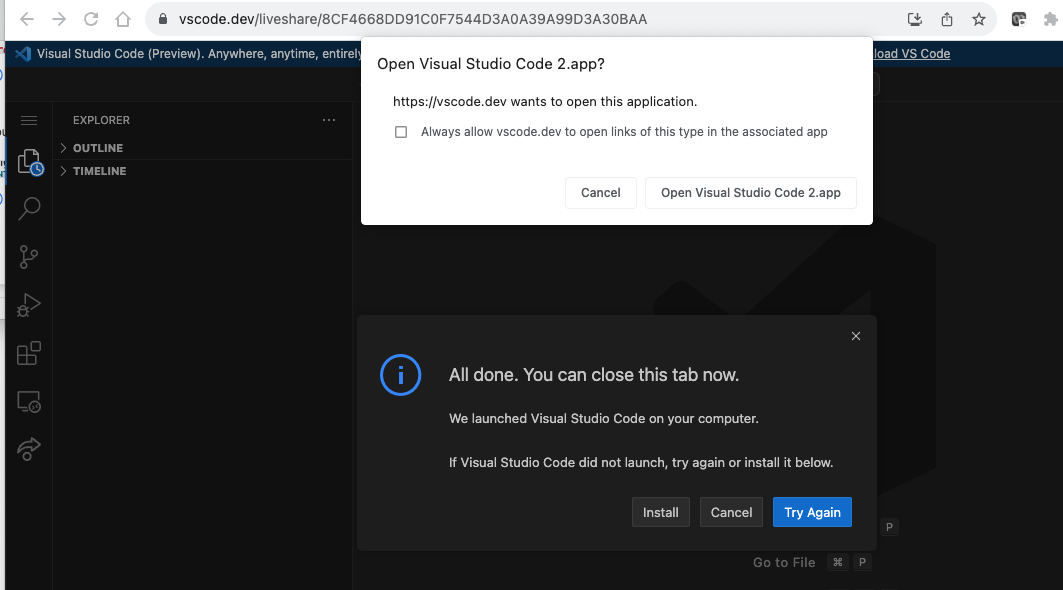 vscode.dev/liveshare/8CF4668DD91C0F7544D3A0A39A99D3A30BAA
Visual Studio Code (Preview). Anywhere, anytime, entirely
load VS Code
Open Visual Studio Code 2.app?
https://vscode.dev wants to open this application.
Always allow vscode.dev to open links of this type in the associated app
Cancel
Open Visual Studio Code 2.app
EXPLORER
OUTLINE
TIMELINE
All done. You can close this tab now.
We launched Visual Studio Code on your computer.
If Visual Studio Code did not launch, try again or install it below.
Install
Cancel
Try Again
P
Go to File ⌘ P